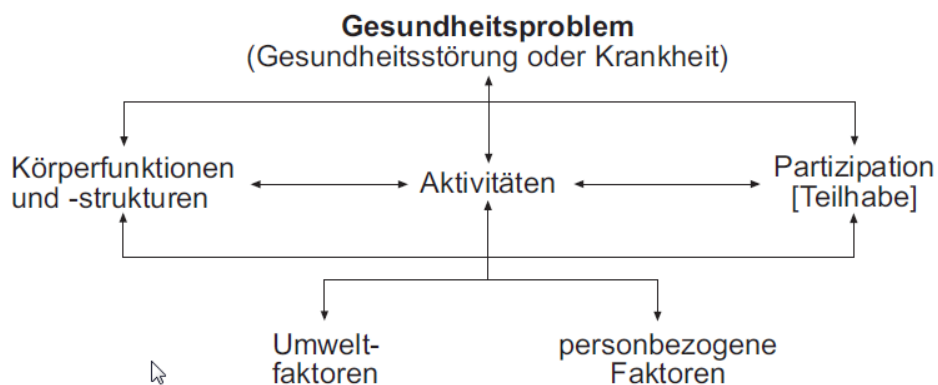 Gesundheitsproblem
(Gesundheitsstörung oder Krankheit)
Körperfunktionen
und -strukturen
Aktivitäten
Partizipation
[Teilhabe]
Umwelt-
faktoren
personbezogene
Faktoren